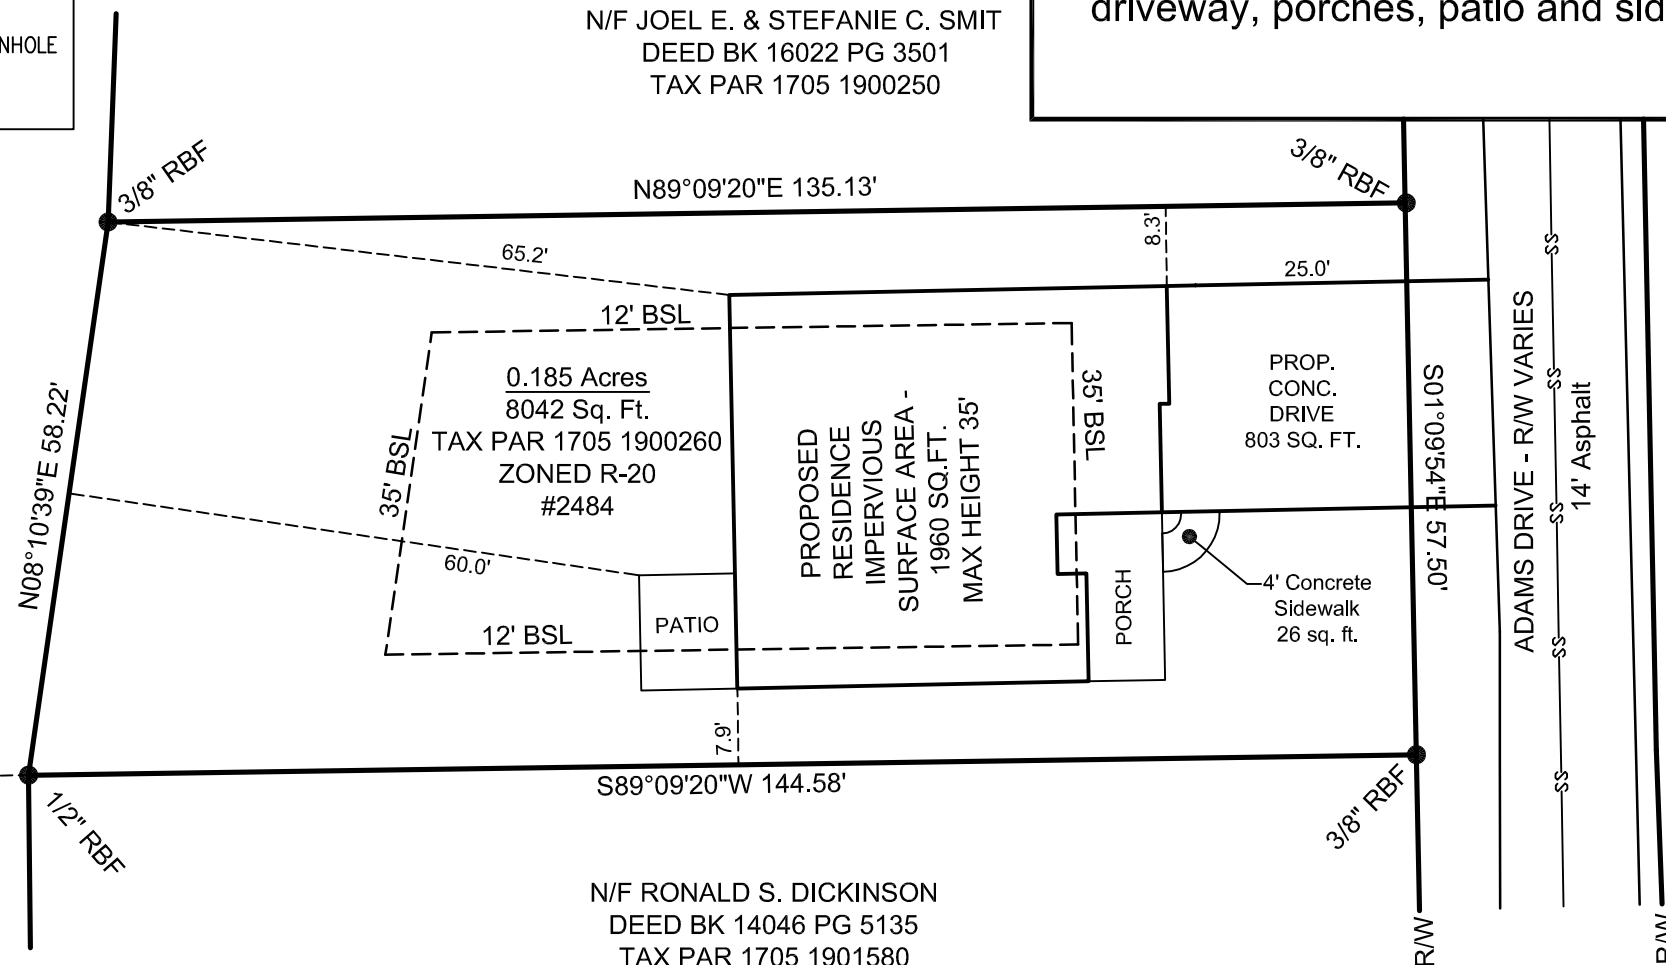 NHOLE
N/F JOEL E. & STEFANIE C. SMIT
DEED BK 16022 PG 3501
TAX PAR 1705 1900250
driveway, porches, patio and sid
3/8" RBF
N89°09'20"E 135.13'
3/8" RBF
65.2'
8.3'
25.0'
12' BSL
0.185 Acres
8042 Sq. Ft.
TAX PAR 1705 1900260
ZONED R-20
#2484
35' BSL
N08°10'39"E 58.22'
60.0'
12' BSL
PATIO
PROPOSED
RESIDENCE
IMPERVIOUS
SURFACE AREA -
1960 SQ.FT.
MAX HEIGHT 35'
35' BSL
PORCH
PROP.
CONC.
DRIVE
803 SQ. FT.
4' Concrete
Sidewalk
26 sq. ft.
S01°09'54"E 57.50'
ADAMS DRIVE - R/W VARIES
14' Asphalt
SS
SS
SS
SS
SS
7.9'
S89°09'20"W 144.58'
1/2" RBF
3/8" RBF
N/F RONALD S. DICKINSON
DEED BK 14046 PG 5135
TAX PAR 1705 1901580
R/W
R/W